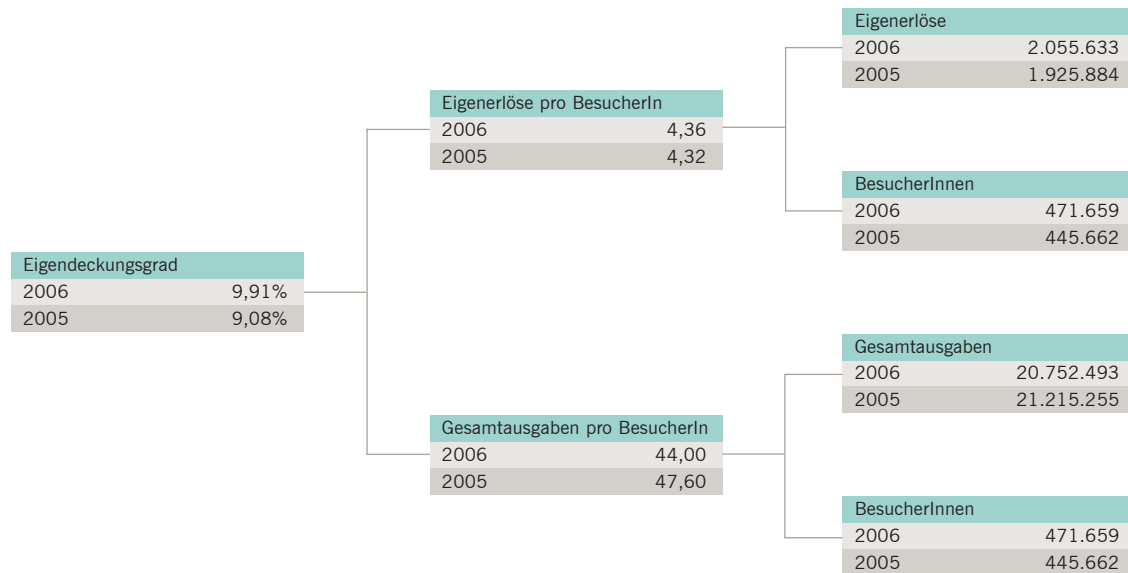 Eigenerlöse
2006 2.055.633
2005 1.925.884
Eigenerlöse pro BesucherIn
2006 4,36
2005 4,32
BesucherInnen
2006 471.659
2005 445.662
Eigendeckungsgrad
2006 9,91%
2005 9,08%
Gesamtausgaben
2006 20.752.493
2005 21.215.255
Gesamtausgaben pro BesucherIn
2006 44,00
2005 47,60
BesucherInnen
2006 471.659
2005 445.662